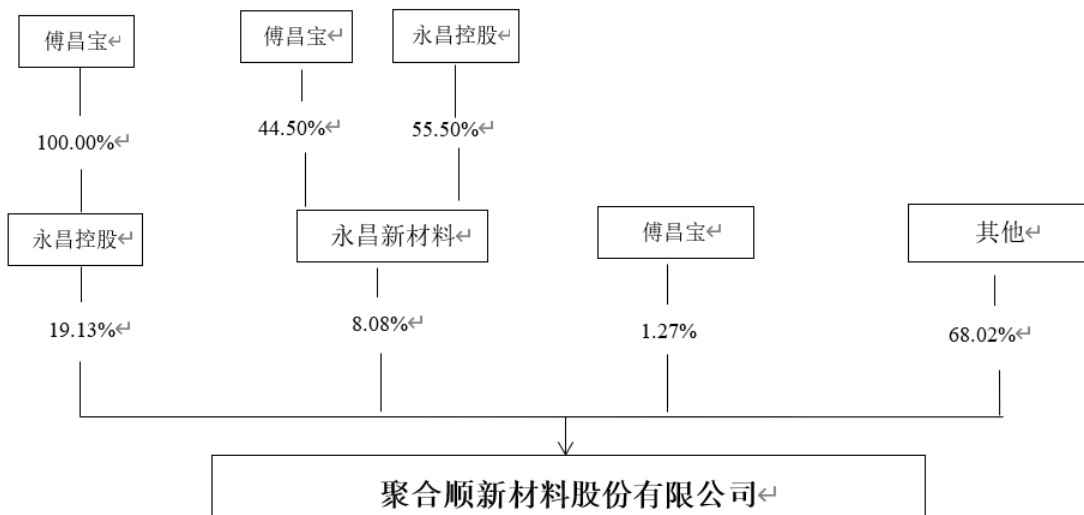 傅昌宝↵
傅昌宝↵
永昌控股↵
100.00%↵
44.50%↵
55.50%↵
永昌控股↵
永昌新材料↵
傅昌宝↵
其他↵
19.13%↵
8.08%↵
1.27%
68.02%↵
聚合顺新材料股份有限公司↵